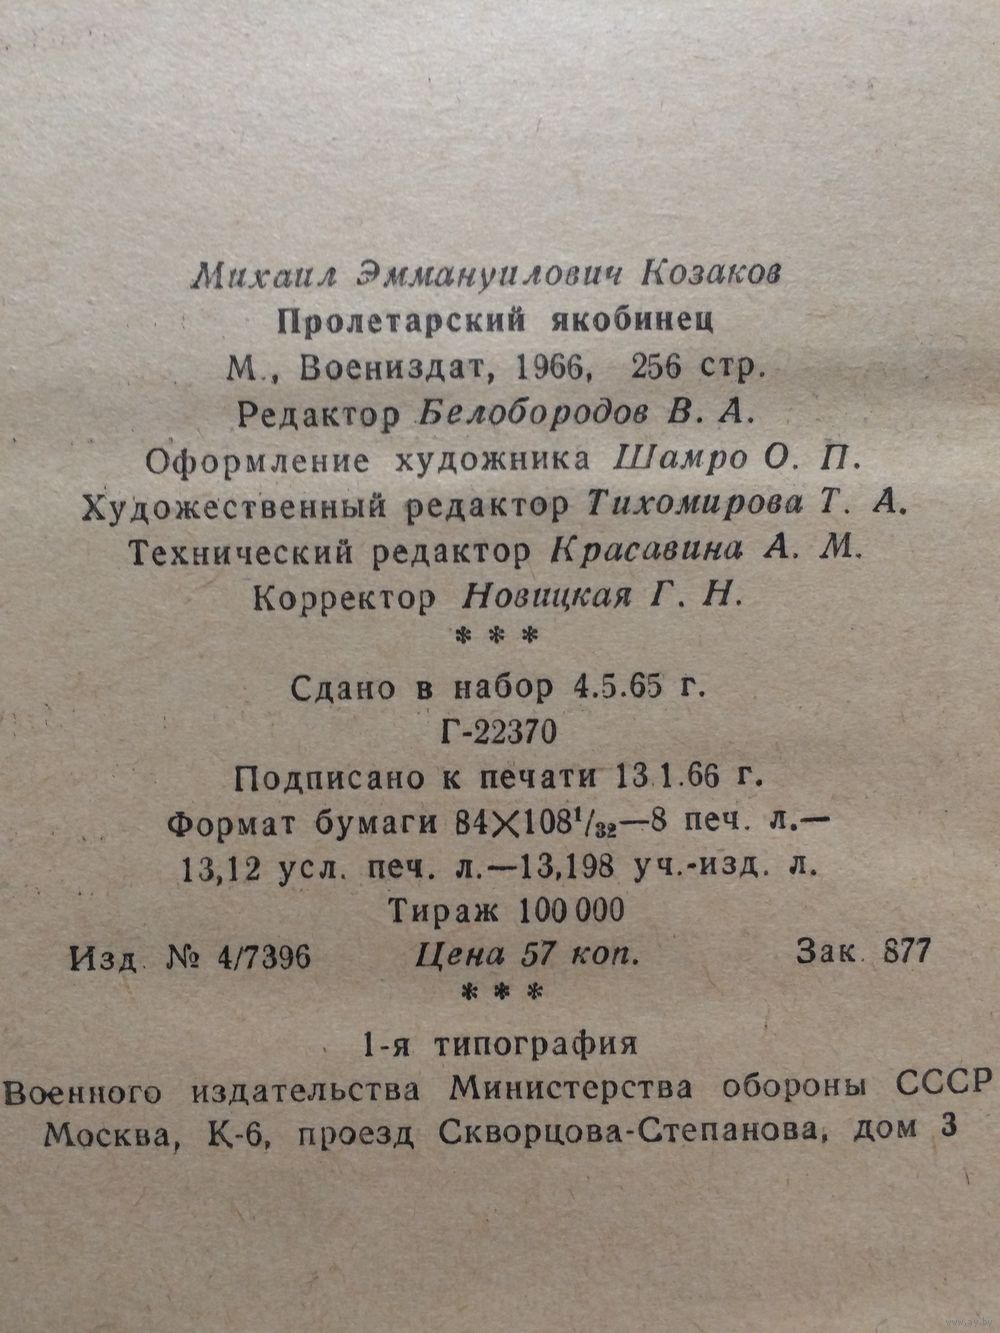 Михаил Эммануилович Козаков
Пролетарский якобинец
М., Воениздат, 1966, 256 стр.
Редактор Белобородов В. А.
Оформление художника Шамро О. П.
Художественный редактор Тихомирова Т. А.
Технический редактор Красавина А. М.
Корректор Новицкая Г. Н.
* * *
Сдано в набор 4.5.65 г.
Г-22370
Подписано к печати 13 1.66 г.
Формат бумаги 84×108¹/₃₂—8 печ. л.—
13,12 усл. печ. л.—13,198 уч.-изд. л.
Тираж 100 000
Изд. № 4/7396 Цена 57 коп. Зак. 877
* * *
1-я типография
Военного издательства Министерства обороны СССР
Москва, К-6, проезд Скворцова-Степанова, дом 3
www.ay.by